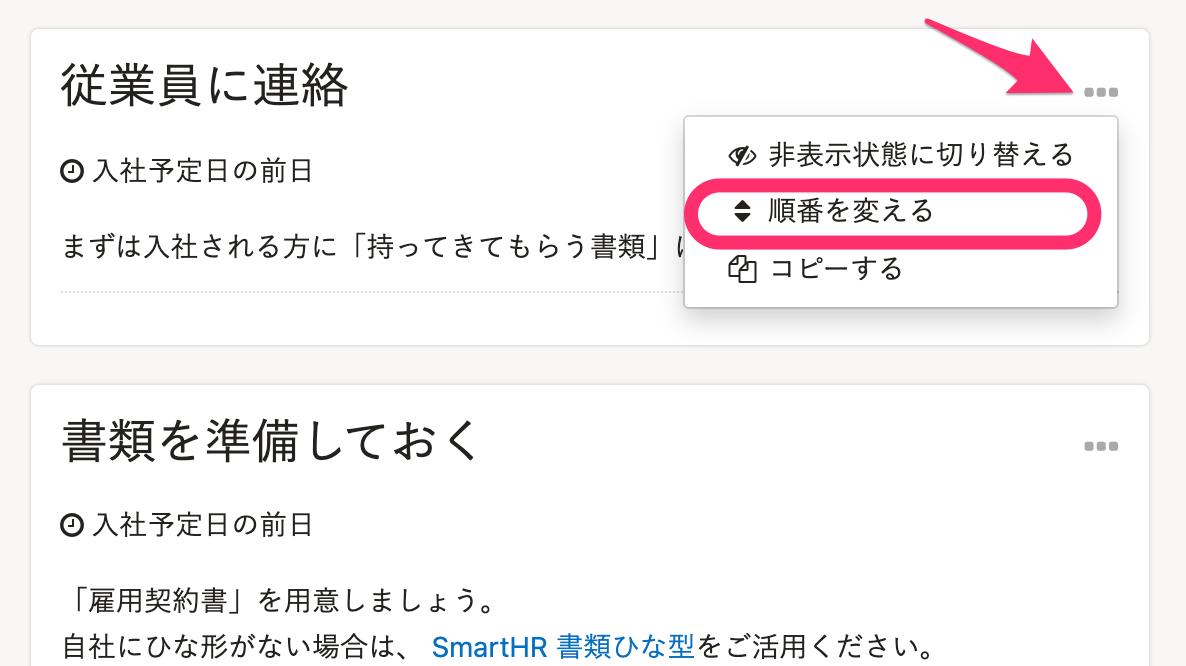 従業員に連絡
入社予定日の前日
まずは入社される方に「持ってきてもらう書類」
非表示状態に切り替える
順番を変える
コピーする
書類を準備しておく
入社予定日の前日
「雇用契約書」を用意しましょう。
自社にひな形がない場合は、 SmartHR 書類ひな型をご活用ください。